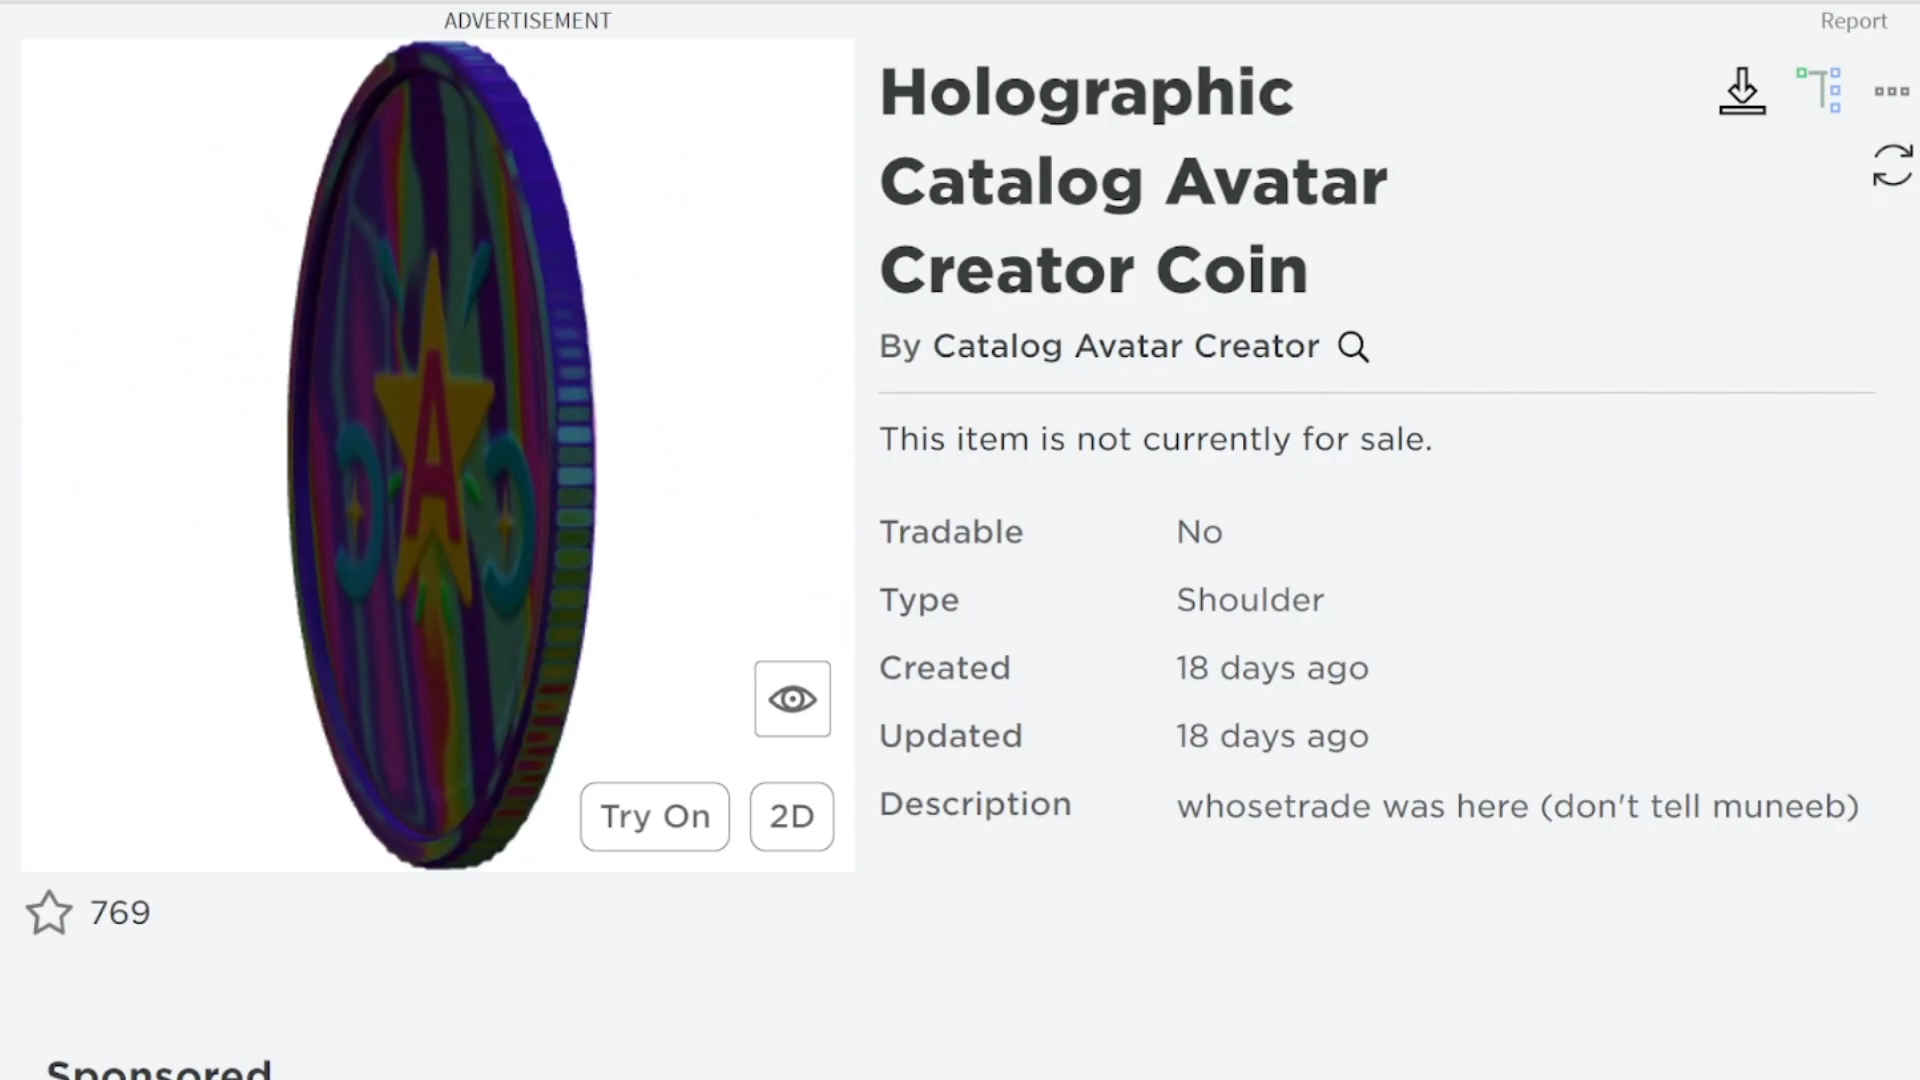 ADVERTISEMENT
Report
Holographic
Catalog Avatar
Creator Coin
By Catalog Avatar Creator
This item is not currently for sale.
Tradable No
Type Shoulder
Created 18 days ago
Updated 18 days ago
Description whosetrade was here (don't tell muneeb)
C A C
Try On 2D
769
Sponsored